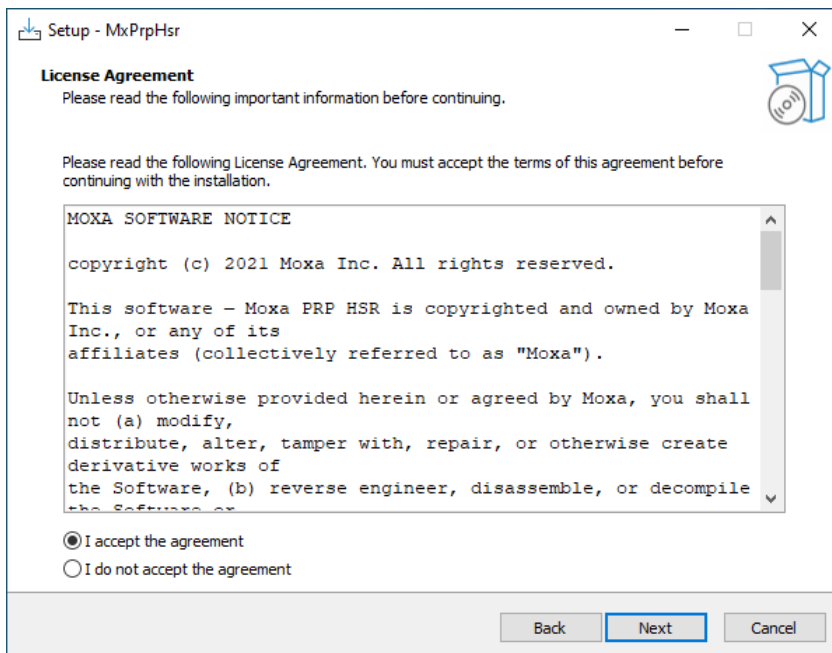 Setup - MxPrpHsr
License Agreement
Please read the following important information before continuing.
Please read the following License Agreement. You must accept the terms of this agreement before
continuing with the installation.
MOXA SOFTWARE NOTICE
copyright (c) 2021 Moxa Inc. All rights reserved.
This software — Moxa PRP HSR is copyrighted and owned by Moxa
Inc., or any of its
affiliates (collectively referred to as "Moxa").
Unless otherwise provided herein or agreed by Moxa, you shall
not (a) modify,
distribute, alter, tamper with, repair, or otherwise create
derivative works of
the Software, (b) reverse engineer, disassemble, or decompile
the Software or
I accept the agreement
I do not accept the agreement
Back
Next
Cancel